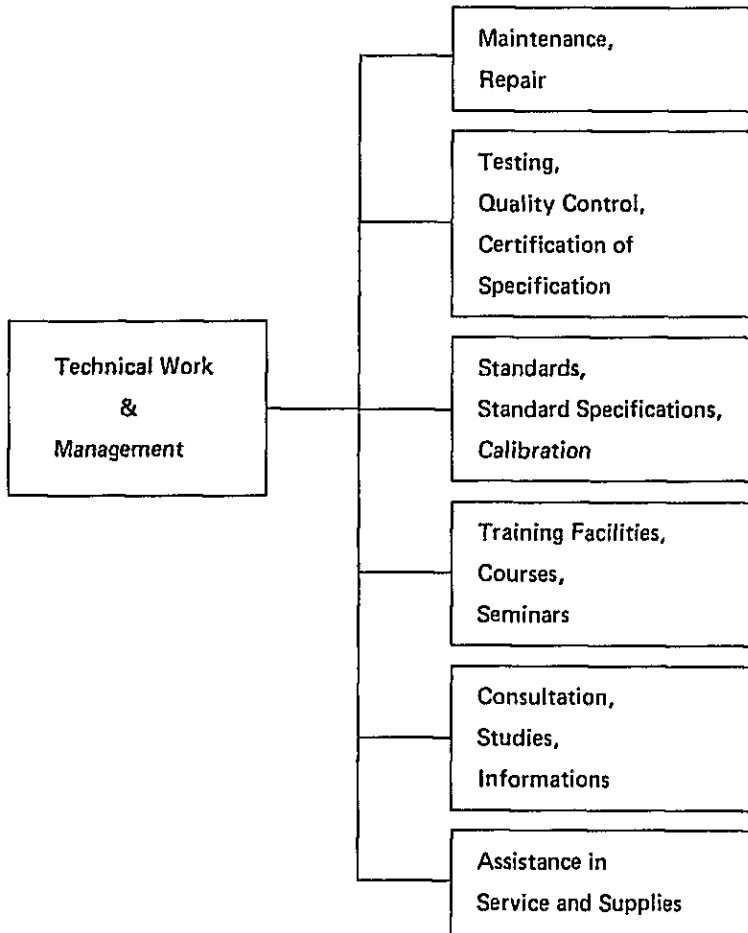 Technical Work
&
Management
Maintenance,
Repair
Testing,
Quality Control,
Certification of
Specification
Standards,
Standard Specifications,
Calibration
Training Facilities,
Courses,
Seminars
Consultation,
Studies,
Informations
Assistance in
Service and Supplies